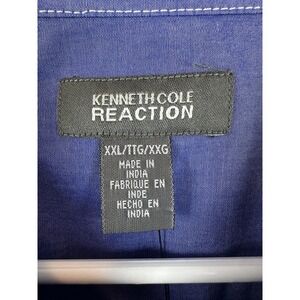 KENNETH COLE
REACTION
XXL/TTG/XXG
MADE IN
INDIA
FABRIQUE EN
INDE
HECHO EN
INDIA